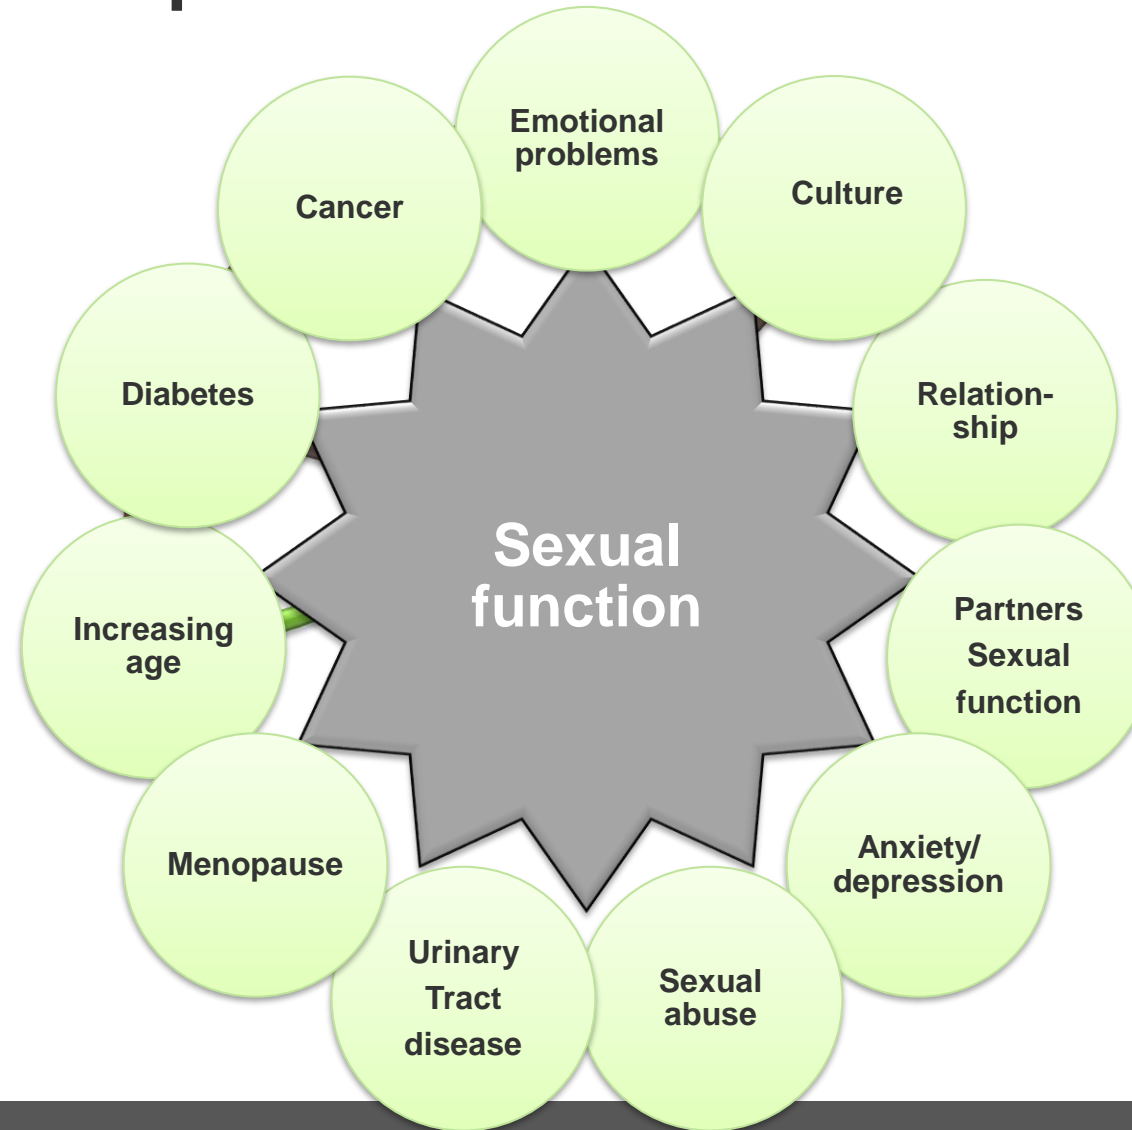 Emotional
problems
Culture
Cancer
Relation-
ship
Diabetes
Sexual
function
Partners
Sexual
function
Increasing
age
Anxiety/
depression
Menopause
Urinary
Tract
disease
Sexual
abuse